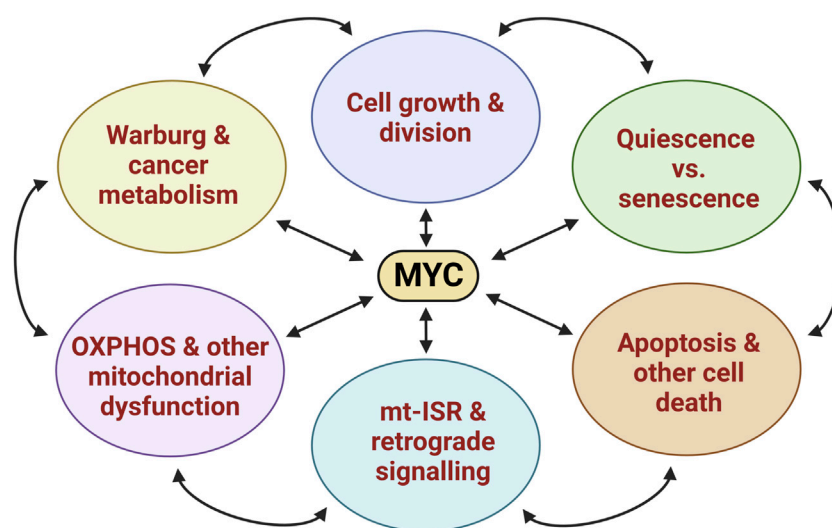 Cell growth &
division
Warburg &
cancer
metabolism
Quiescence
vs.
senescence
MYC
OXPHOS & other
mitochondrial
dysfunction
Apoptosis &
other cell
death
mt-ISR &
retrograde
signalling